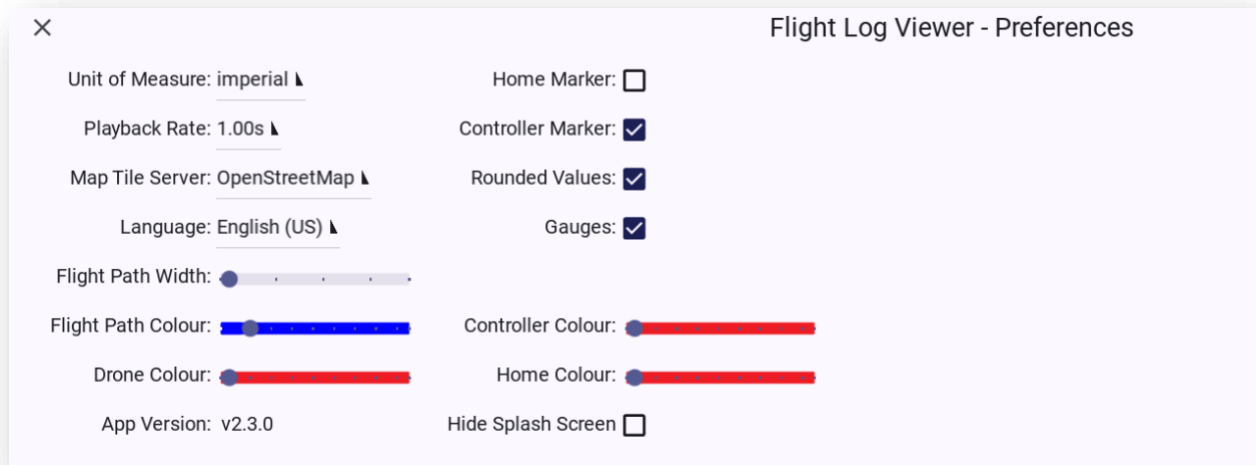 Flight Log Viewer - Preferences
Unit of Measure: imperial Home Marker:
Playback Rate: 1.00s Controller Marker:
Map Tile Server: OpenStreetMap Rounded Values:
Language: English (US) Gauges:
Flight Path Width:
Flight Path Colour: Controller Colour:
Drone Colour: Home Colour:
App Version: v2.3.0 Hide Splash Screen